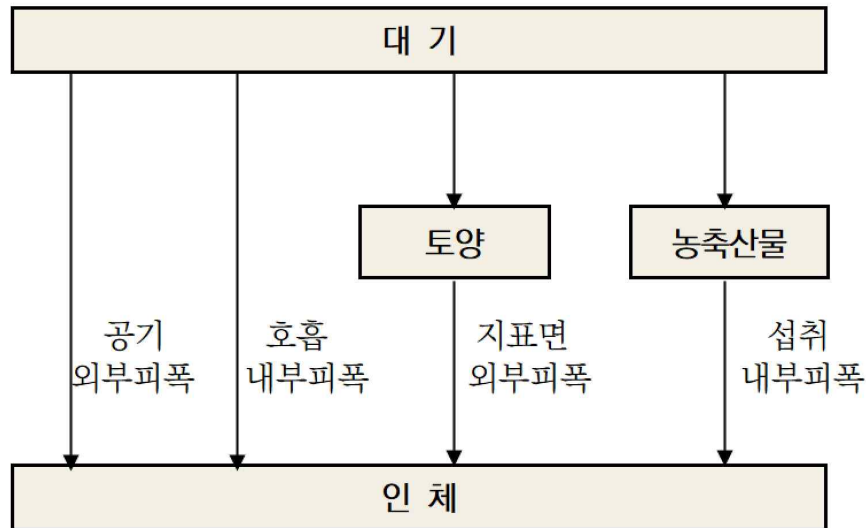 대 기
토양
농축산물
공기
외부피폭
호흡
내부피폭
지표면
외부피폭
섭취
내부피폭
인 체